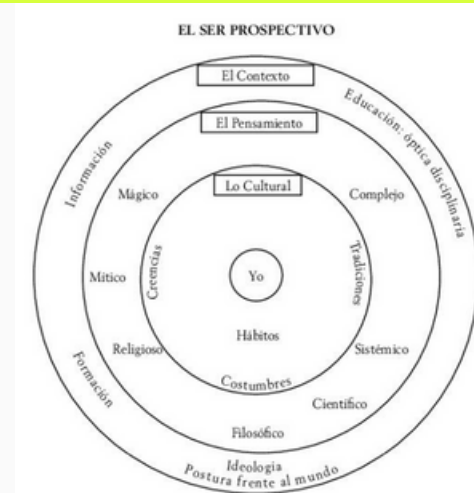 EL SER PROSPECTIVO
El Contexto
Educación: óptica disciplinaria
Información
El Pensamiento
Mágico
Lo Cultural
Complejo
Creencias
Tradiciones
Mítico
Yo
Hábitos
Religioso
Sistémico
Formación
Costumbres
Científico
Filosófico
Ideología
Postura frente al mundo